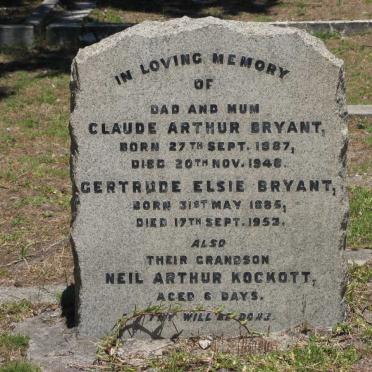 IN LOVING MEMORY
OF
DAD AND MUM
CLAUDE ARTHUR BRYANT,
BORN 27TH SEPT. 1887,
DIED 20TH NOV. 1948.
GERTRUDE ELSIE BRYANT,
BORN 31ST MAY 1885,
DIED 17TH SEPT. 1953.
ALSO
THEIR GRANDSON
NEIL ARTHUR KOCKOTT,
AGED 6 DAYS.
THY WILL BE DONE